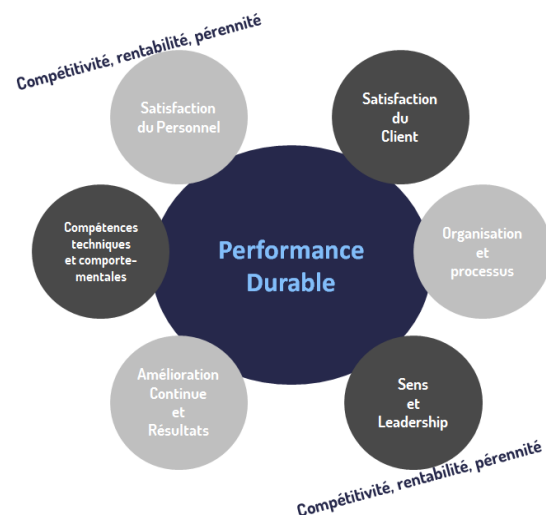 Compétitivité, rentabilité, pérennité
Satisfaction
du Personnel
Satisfaction
du
Client
Compétences
techniques
et comporte-
mentales
Performance
Durable
Organisation
et
processus
Amélioration
Continue
et
Résultats
Sens
et
Leadership
Compétitivité, rentabilité, pérennité